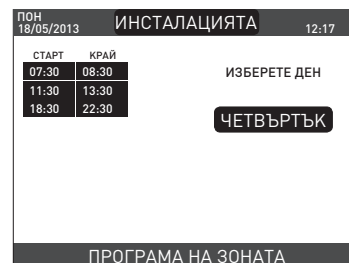 ПОН
18/05/2013 ИНСТАЛАЦИЯТА 12:17
СТАРТ КРАЙ
07:30 08:30
11:30 13:30
18:30 22:30
ИЗБЕРЕТЕ ДЕН
ЧЕТВЪРТЪК
ПРОГРАМА НА ЗОНАТА